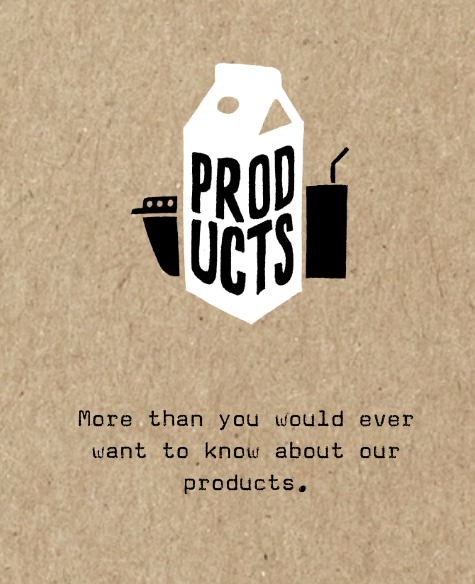 PROD
UCTS
More than you would ever
want to know about our
products.